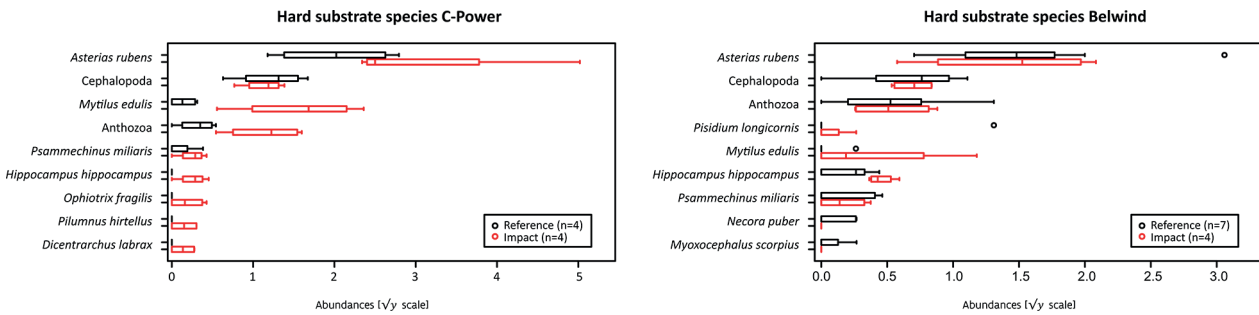 Hard substrate species C-Power
Asterias rubens
Cephalopoda
Mytilus edulis
Anthozoa
Psammechinus miliaris
Hippocampus hippocampus
Ophiotrix fragilis
Pilumnus hirtellus
Dicentrarchus labrax
Reference (n=4)
Impact (n=4)
0 1 2 3 4 5
Abundances [√y scale]
Hard substrate species Belwind
Asterias rubens
Cephalopoda
Anthozoa
Pisidium longicornis
Mytilus edulis
Hippocampus hippocampus
Psammechinus miliaris
Necora puber
Myoxocephalus scorpius
Reference (n=7)
Impact (n=4)
0.0 0.5 1.0 1.5 2.0 2.5 3.0
Abundances [√y scale]